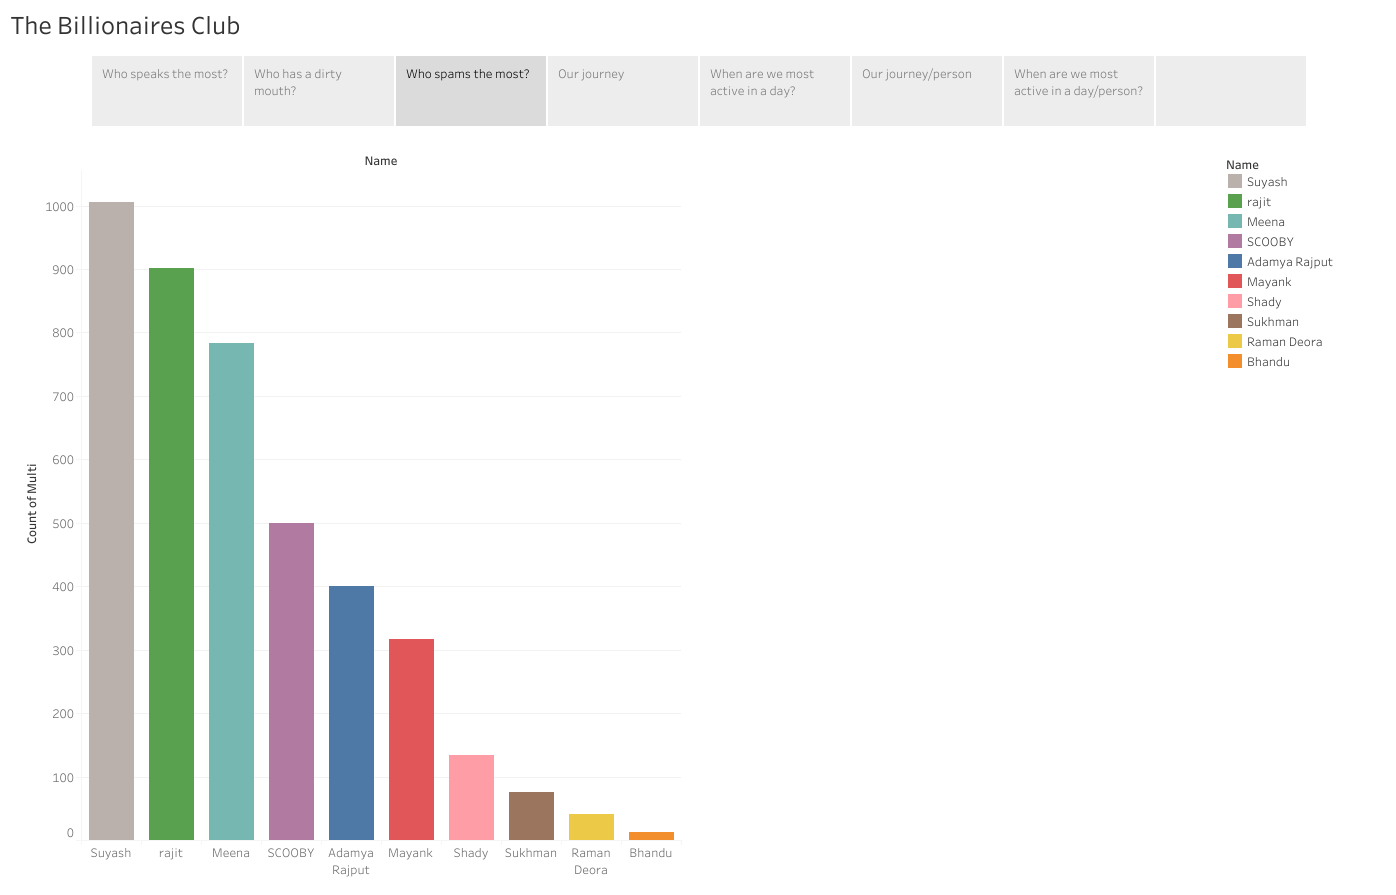 The Billionaires Club
Who speaks the most?
Who has a dirty
mouth?
Who spams the most?
Our journey
When are we most
active in a day?
Our journey/person
When are we most
active in a day/person?
Name
Count of Multi
1000
900
800
700
600
500
400
300
200
100
0
Suyash
rajit
Meena
SCOOBY
Adamya
Rajput
Mayank
Shady
Sukhman
Raman
Deora
Bhandu
Name
Suyash
rajit
Meena
SCOOBY
Adamya Rajput
Mayank
Shady
Sukhman
Raman Deora
Bhandu